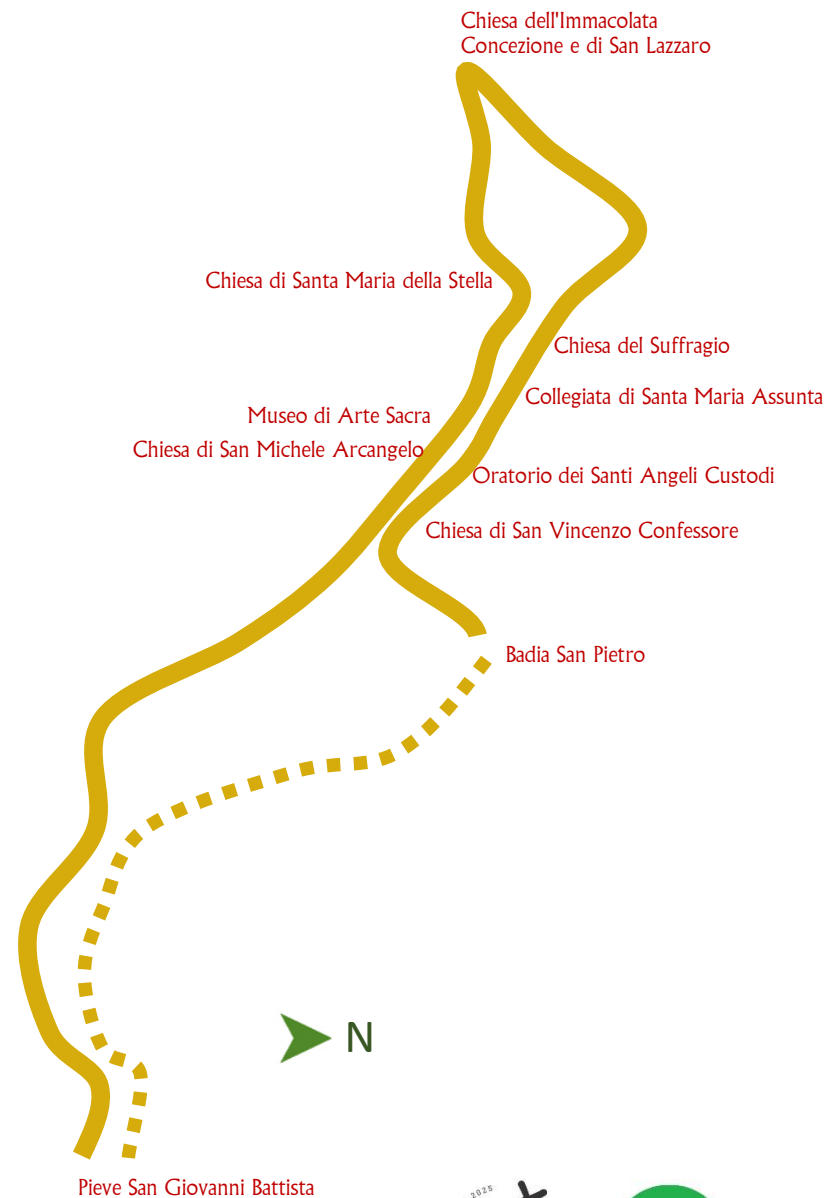 Chiesa dell'Immacolata
Concezione e di San Lazzaro
Chiesa di Santa Maria della Stella
Chiesa del Suffragio
Collegiata di Santa Maria Assunta
Museo di Arte Sacra
Chiesa di San Michele Arcangelo
Oratorio dei Santi Angeli Custodi
Chiesa di San Vincenzo Confessore
Badia San Pietro
N
Pieve San Giovanni Battista
2025